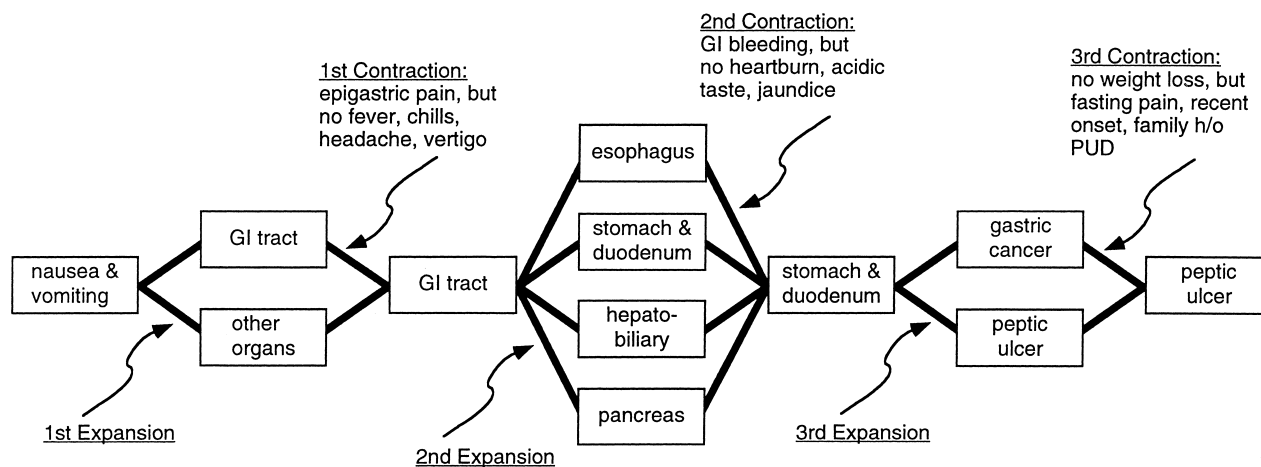 2nd Contraction:
GI bleeding, but
no heartburn, acidic
taste, jaundice
1st Contraction:
epigastric pain, but
no fever, chills,
headache, vertigo
3rd Contraction:
no weight loss, but
fasting pain, recent
onset, family h/o
PUD
nausea &
vomiting
GI tract
other
organs
GI tract
esophagus
stomach &
duodenum
hepato-
biliary
pancreas
stomach &
duodenum
gastric
cancer
peptic
ulcer
peptic
ulcer
1st Expansion
2nd Expansion
3rd Expansion